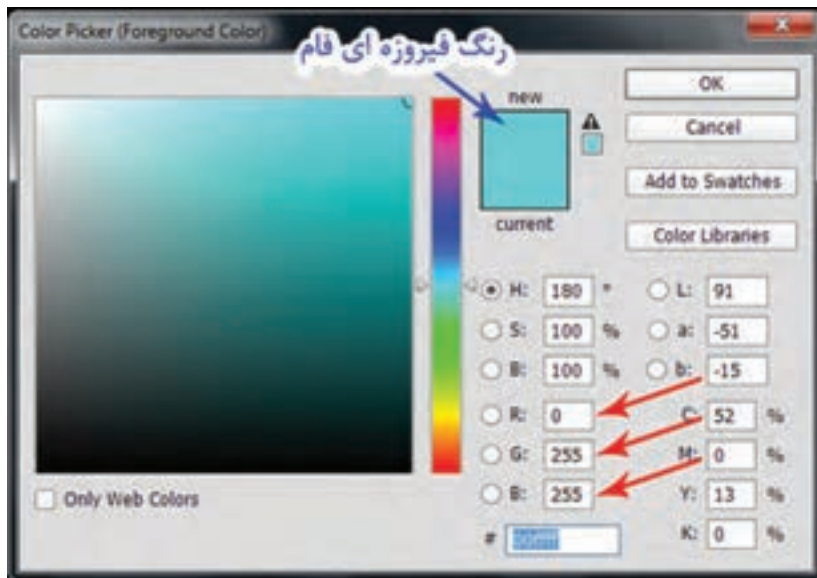 Color Picker (Foreground Color)
رنگ فیروزه ای فام
new
current
OK
Cancel
Add to Swatches
Color Libraries
H: 180 °
S: 100 %
B: 100 %
R: 0
G: 255
B: 255
#
L: 91
a: -51
b: -15
C: 52 %
M: 0 %
Y: 13 %
K: 0 %
Only Web Colors